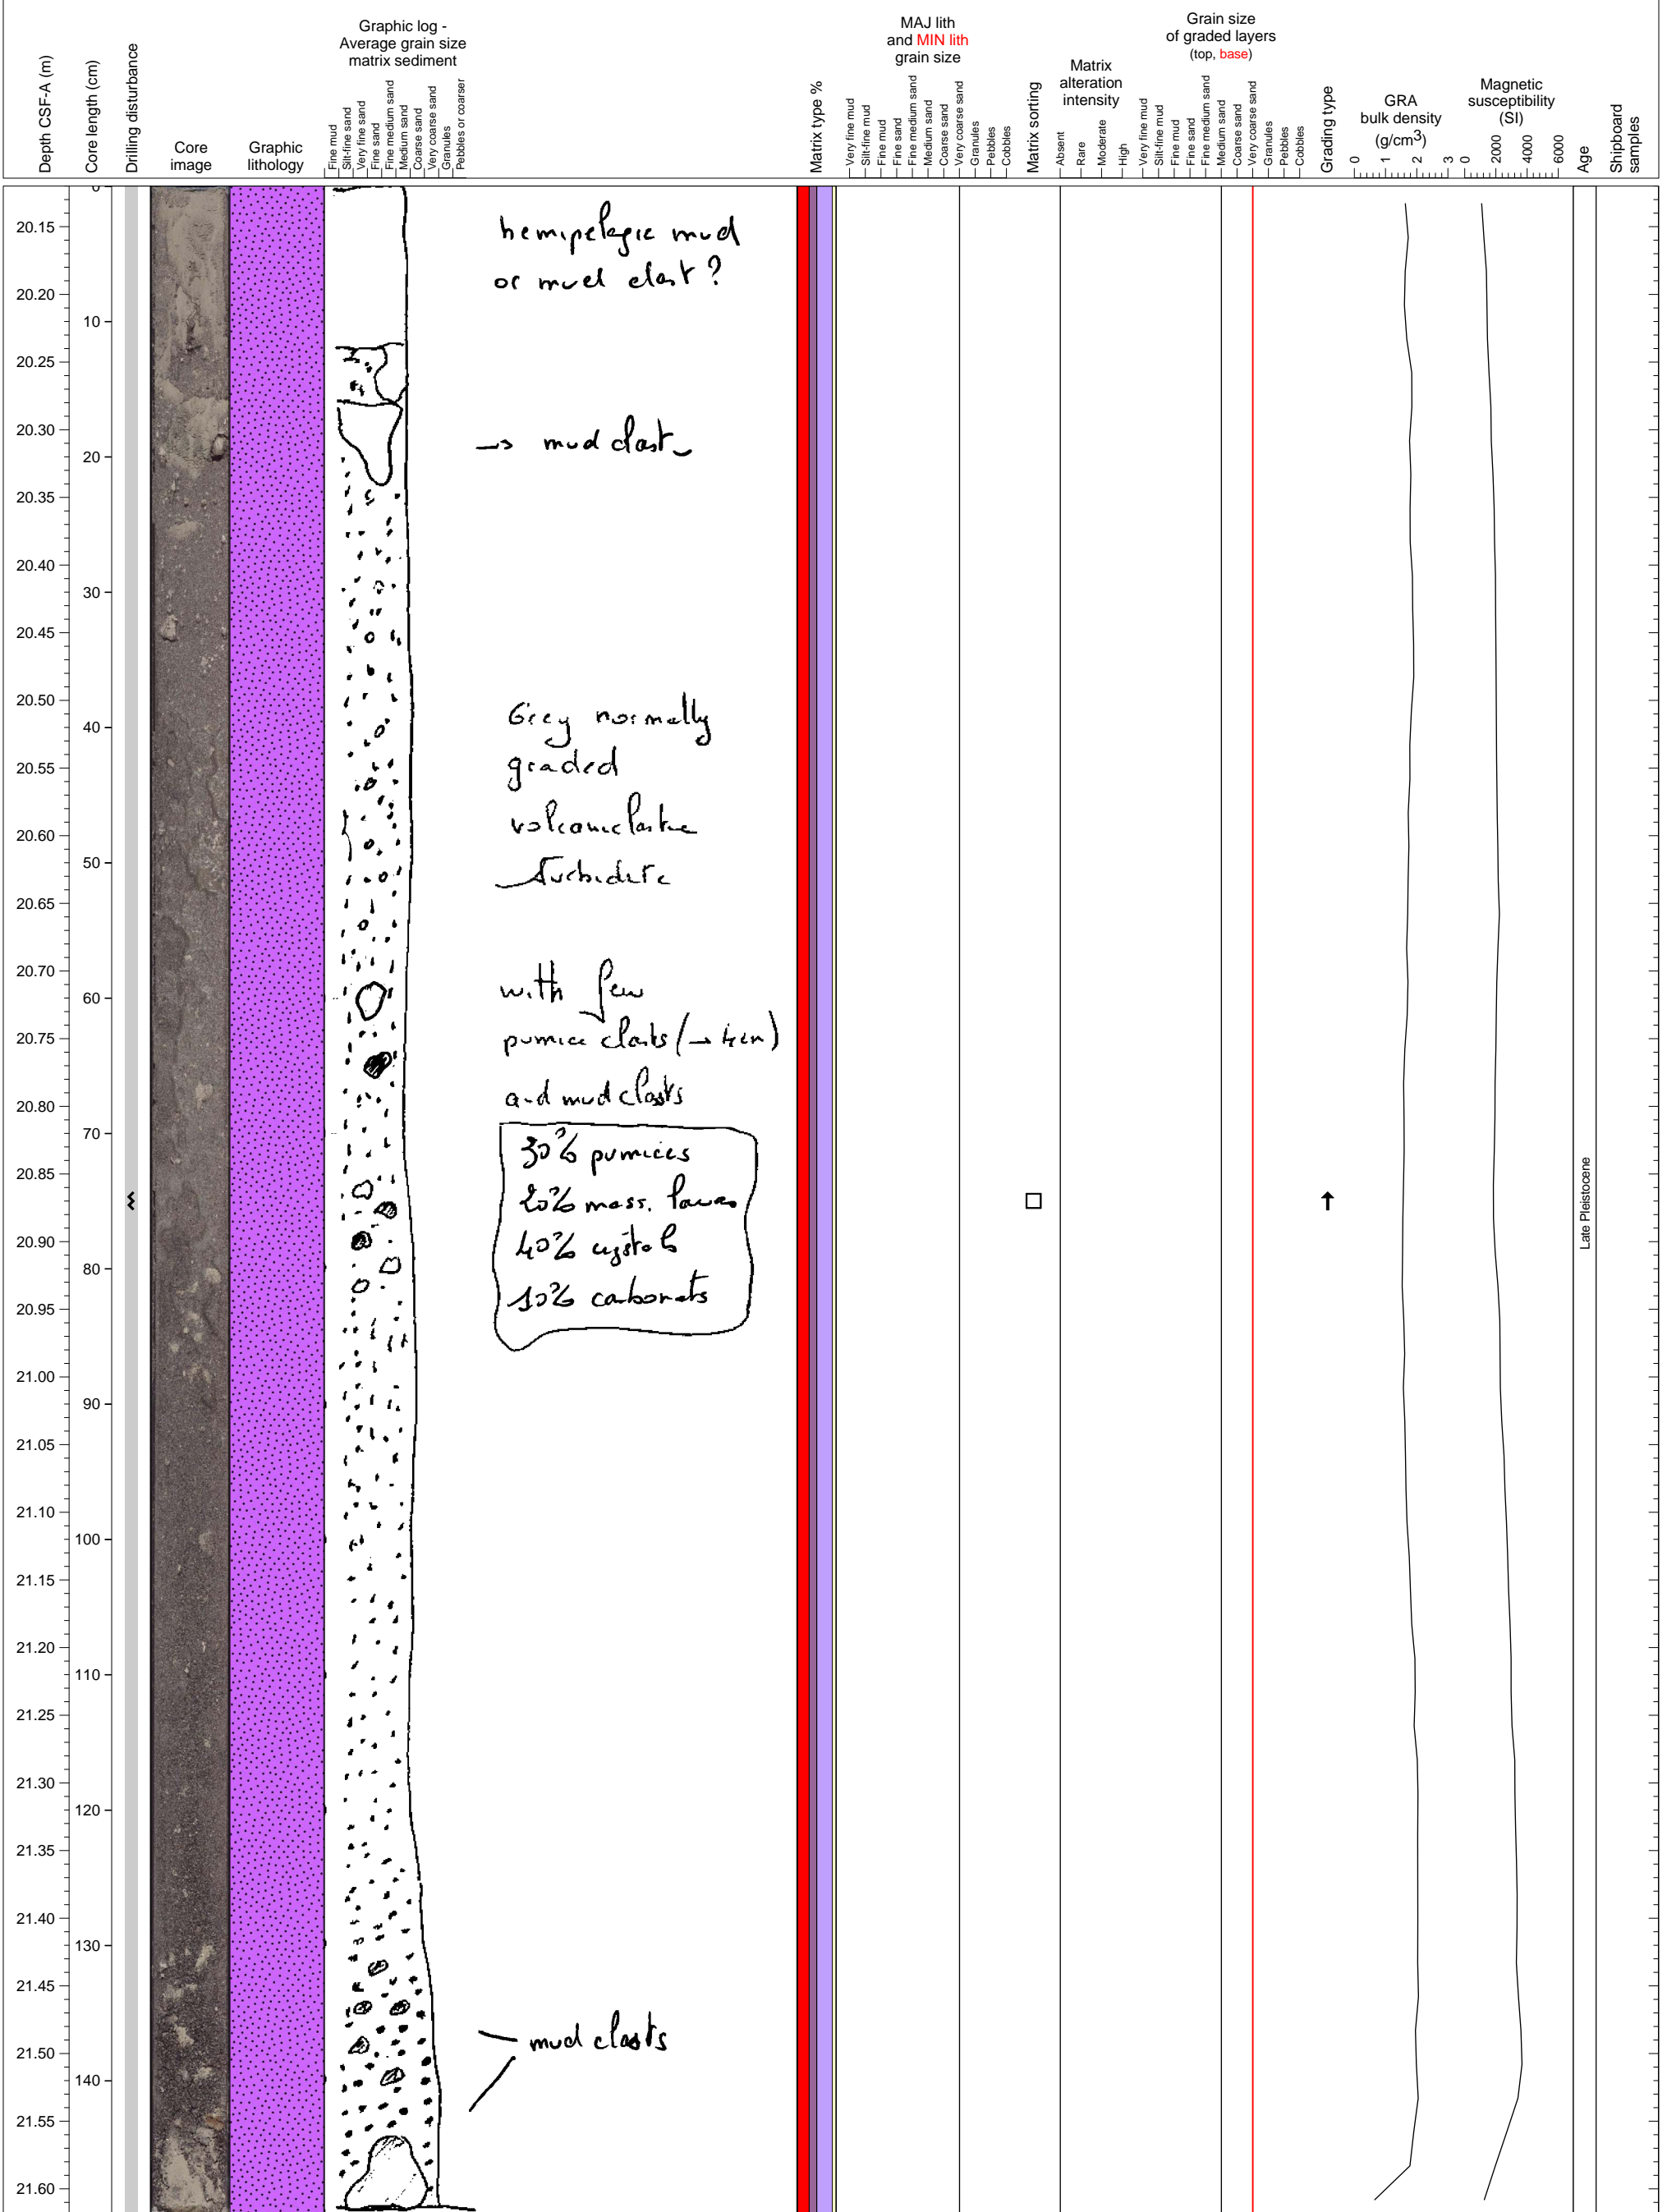 Graphic log -
Average grain size
matrix sediment
MAJ lith
and MIN lith
grain size
Grain size
of graded layers
(top, base)
Matrix
alteration
intensity
Magnetic
susceptibility
(SI)
GRA
bulk density
(g/cm3)
Depth CSF-A (m)
Core length (cm)
Drilling disturbance
Core
image
Graphic
lithology
Fine mud
Silt-fine sand
Very fine sand
Fine sand
Fine medium sand
Medium sand
Coarse sand
Very coarse sand
Granules
Pebbles or coarser
Matrix type %
Very fine mud
Silt-fine mud
Fine mud
Fine sand
Fine medium sand
Medium sand
Coarse sand
Very coarse sand
Granules
Pebbles
Cobbles
Matrix sorting
Absent
Rare
Moderate
High
Very fine mud
Silt-fine mud
Fine mud
Fine sand
Fine medium sand
Medium sand
Coarse sand
Very coarse sand
Granules
Pebbles
Cobbles
Grading type
0 1 2 3
0 2000 4000 6000
Age
Shipboard
samples
0
20.15
20.20
10
20.25
20.30
20
20.35
20.40
30
20.45
20.50
40
20.55
20.60
50
20.65
20.70
60
20.75
20.80
70
20.85
20.90
80
20.95
21.00
90
21.05
21.10
100
21.15
21.20
110
21.25
21.30
120
21.35
21.40
130
21.45
21.50
140
21.55
21.60
hemipelagic mud
or mud clast ?
→ mud clast
Grey normally
graded
volcaniclastic
turbidite
with few
pumice clasts (→ 4cm)
and mud clasts
30% pumices
20% mass. lavas
40% crystals
10% carbonats
mud clasts
Late Pleistocene